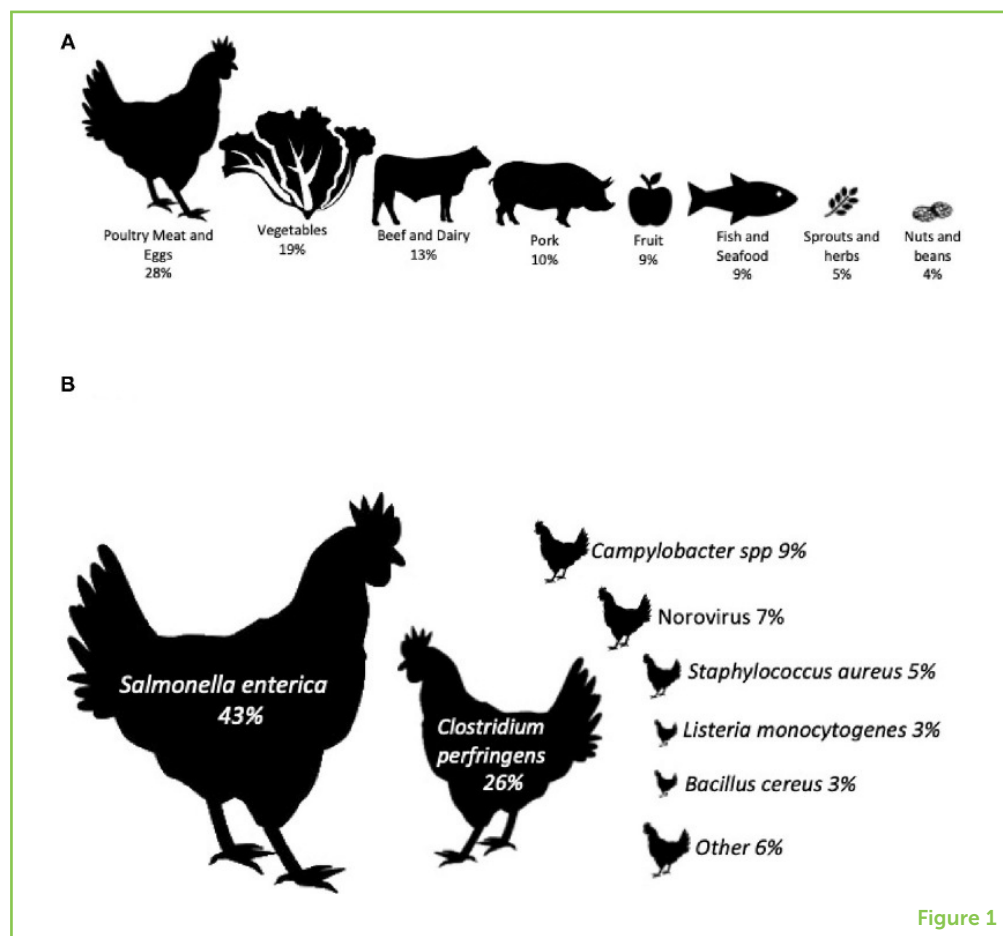 A
Poultry Meat and
Eggs
28%
Vegetables
19%
Beef and Dairy
13%
Pork
10%
Fruit
9%
Fish and
Seafood
9%
Sprouts and
herbs
5%
Nuts and
beans
4%
B
Salmonella enterica
43%
Clostridium
perfringens
26%
Campylobacter spp 9%
Norovirus 7%
Staphylococcus aureus 5%
Listeria monocytogenes 3%
Bacillus cereus 3%
Other 6%
Figure 1